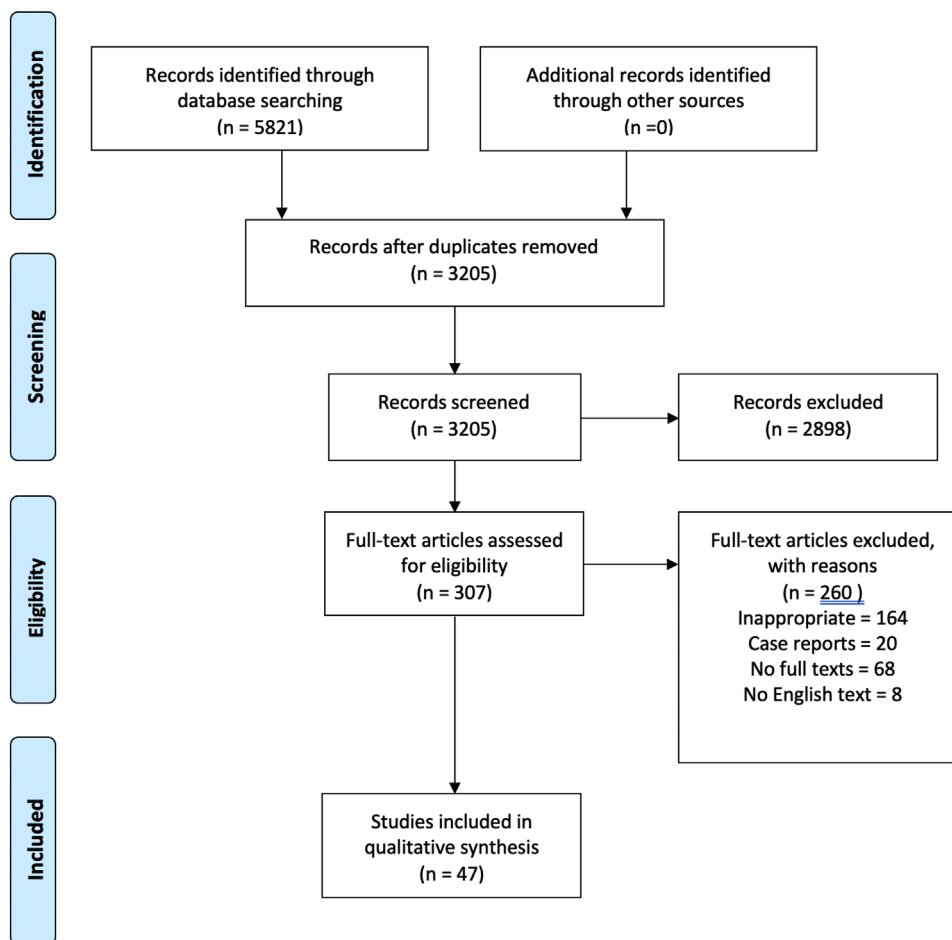 Identification
Records identified through
database searching
(n = 5821)
Additional records identified
through other sources
(n =0)
Screening
Records after duplicates removed
(n = 3205)
Records screened
(n = 3205)
Records excluded
(n = 2898)
Eligibility
Full-text articles assessed
for eligibility
(n = 307)
Full-text articles excluded,
with reasons
(n = 260 )
Inappropriate = 164
Case reports = 20
No full texts = 68
No English text = 8
Included
Studies included in
qualitative synthesis
(n = 47)